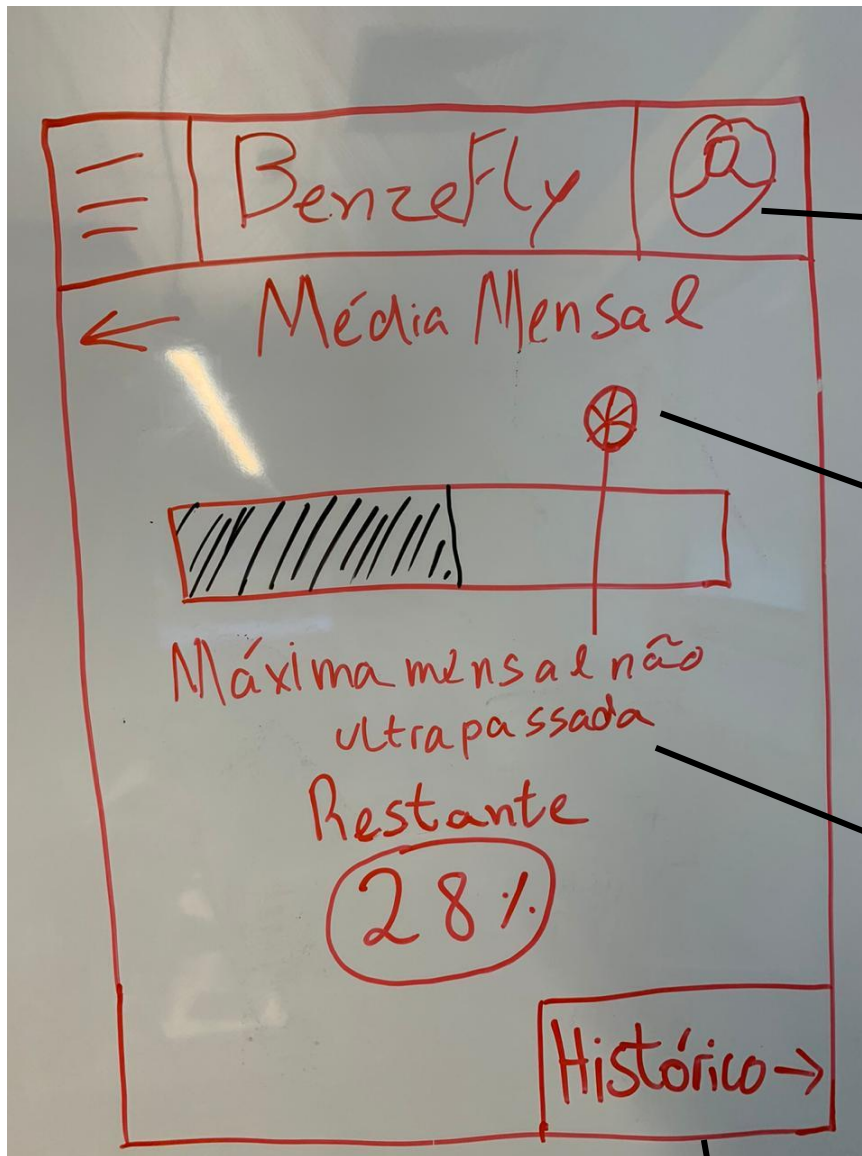 BenzeFly
Média Mensal
Máxima mensal não
ultrapassada
Restante
28%
Histórico →